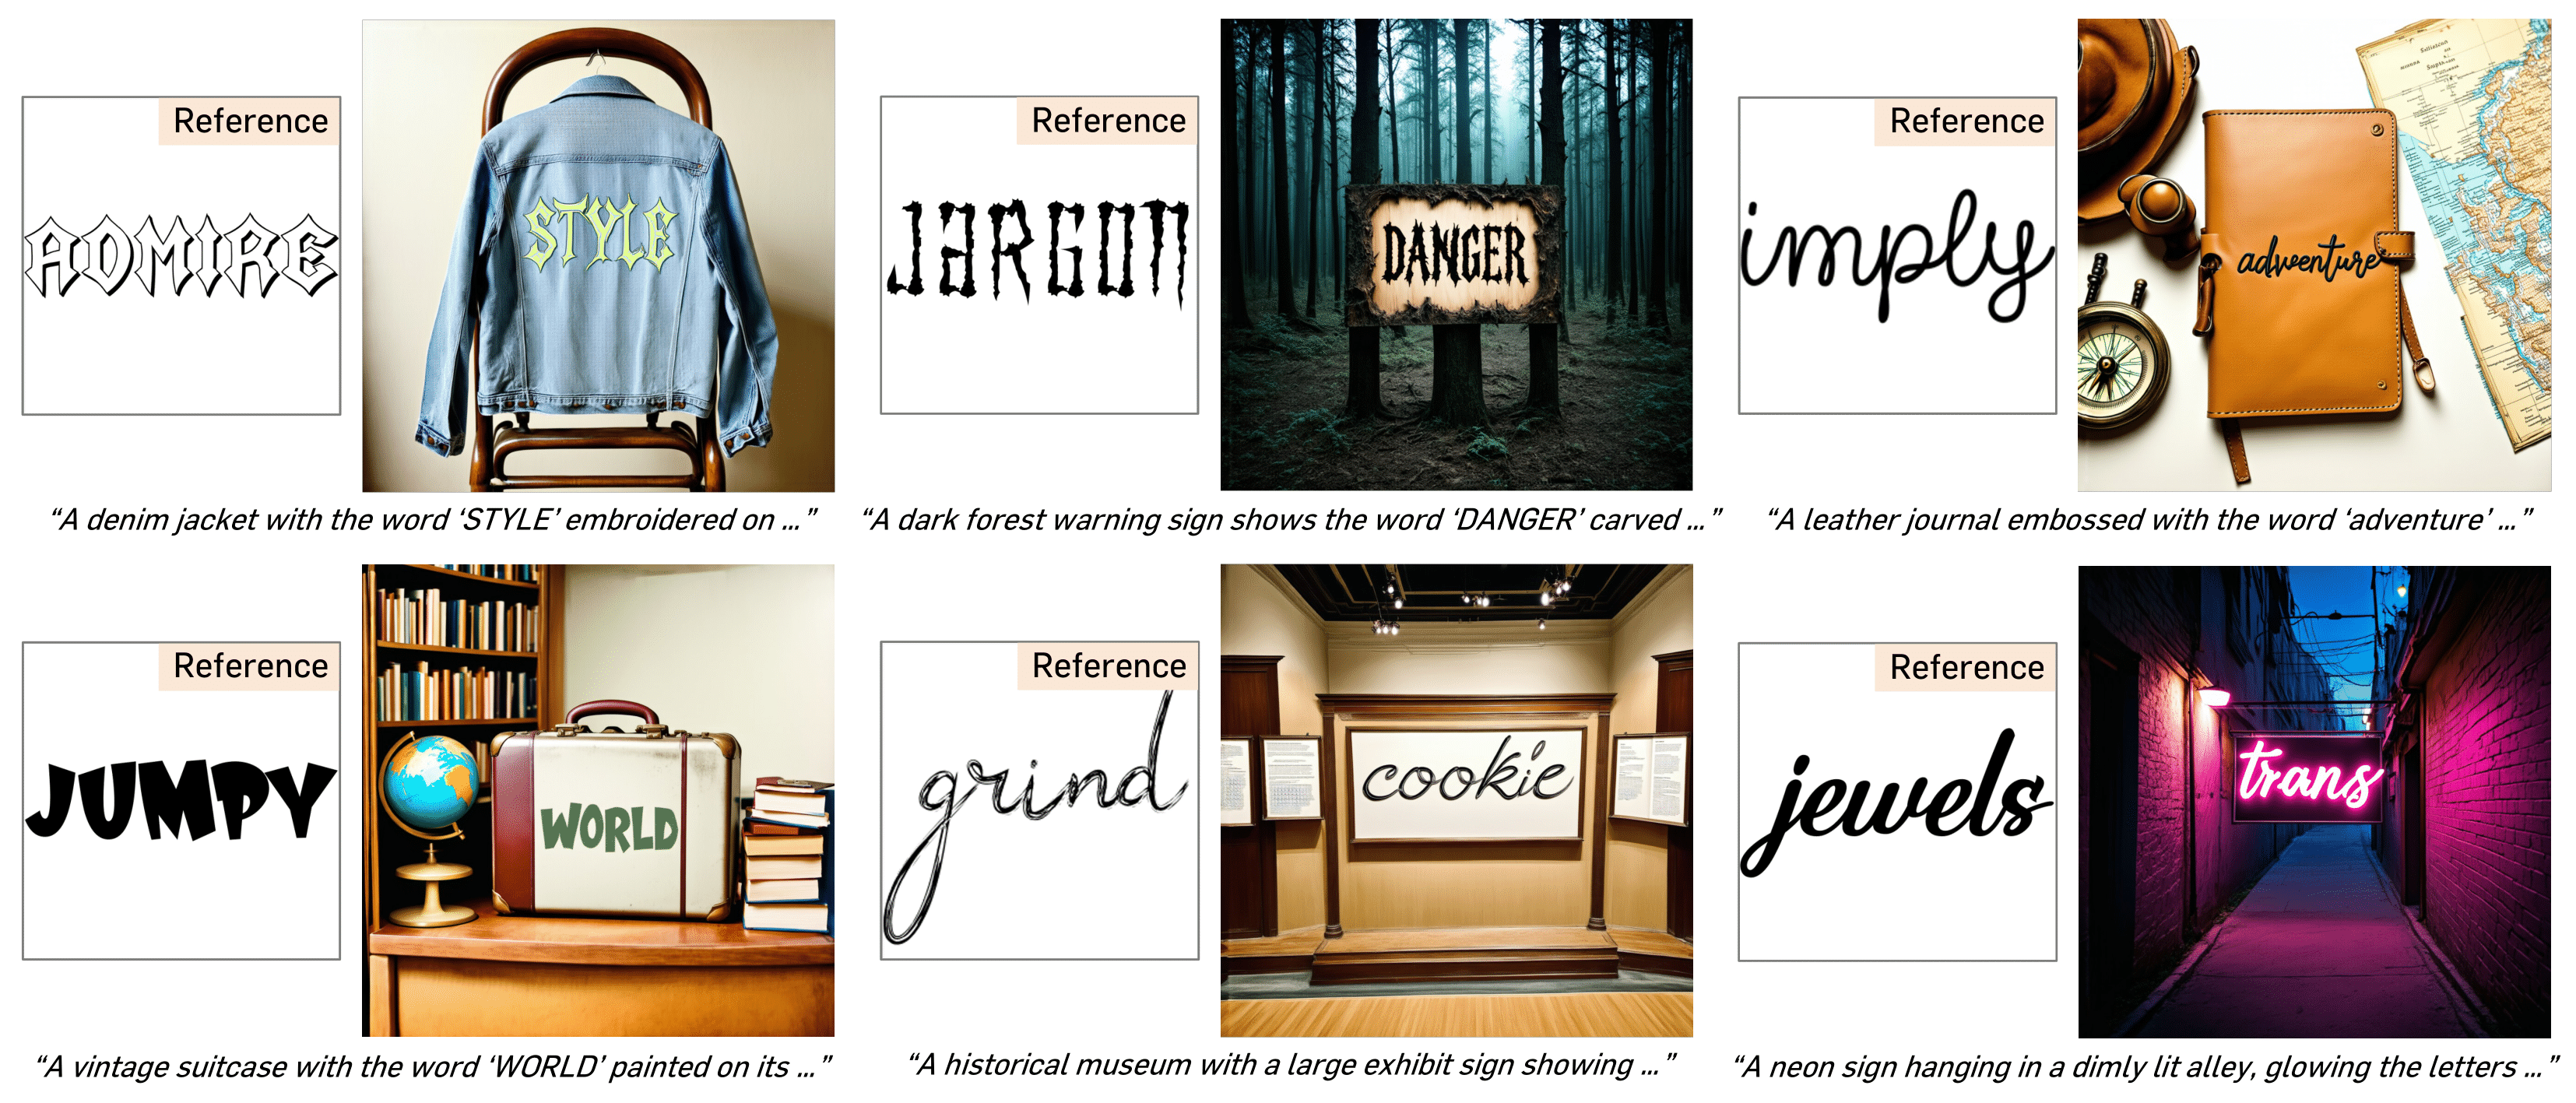 Reference
ADMIRE
STYLE
“A denim jacket with the word ‘STYLE’ embroidered on ...”
Reference
JARGON
DANGER
“A dark forest warning sign shows the word ‘DANGER’ carved ...”
Reference
imply
adventure
“A leather journal embossed with the word ‘adventure’ ...”
Reference
JUMPY
WORLD
“A vintage suitcase with the word ‘WORLD’ painted on its ...”
Reference
grind
cookie
“A historical museum with a large exhibit sign showing ...”
Reference
jewels
trans
“A neon sign hanging in a dimly lit alley, glowing the letters ...”